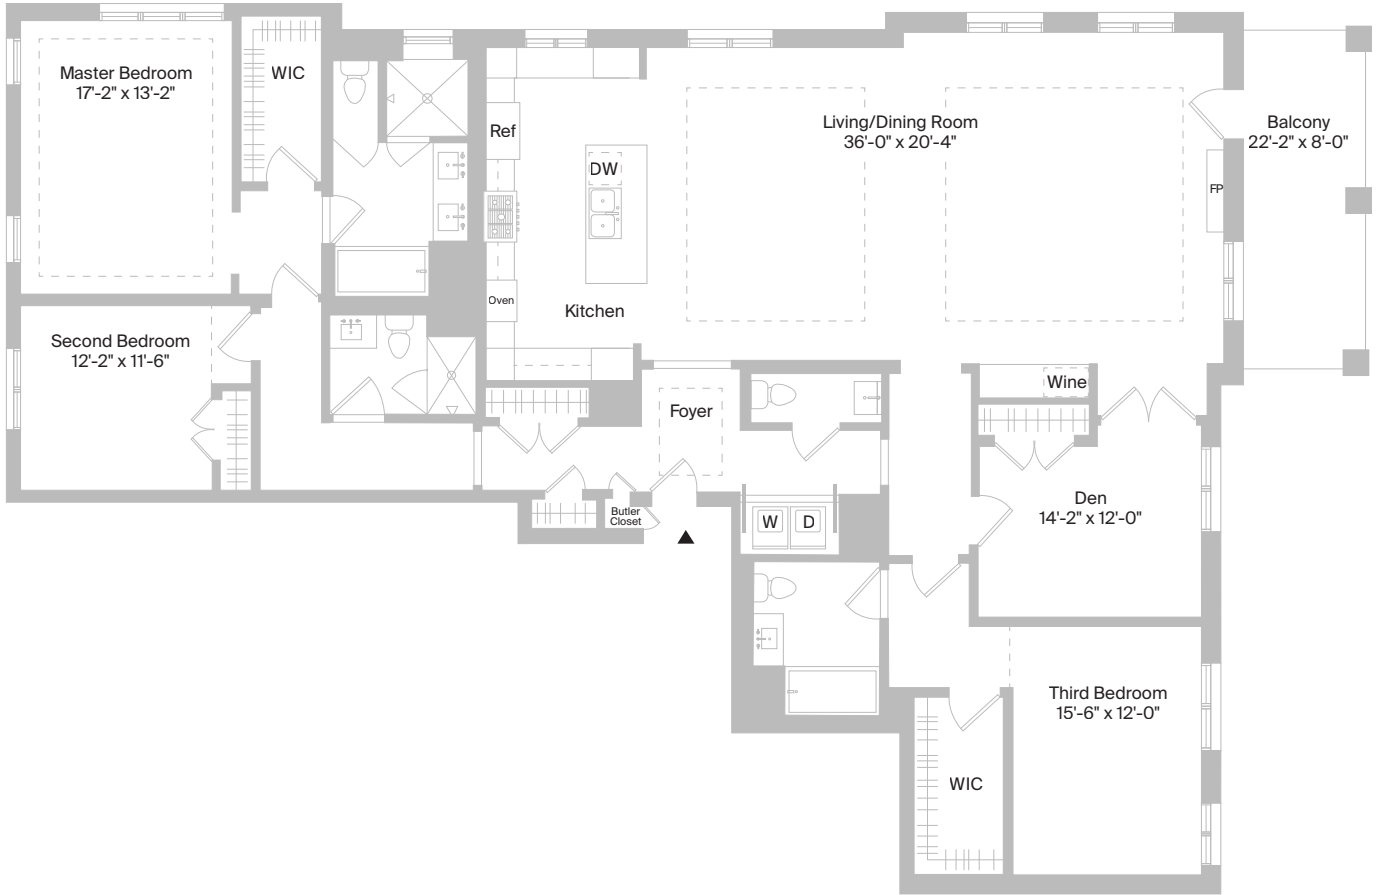 Master Bedroom
17'-2" x 13'-2"
WIC
Ref
DW
Living/Dining Room
36'-0" x 20'-4"
Balcony
22'-2" x 8'-0"
FP
Oven
Kitchen
Second Bedroom
12'-2" x 11'-6"
Foyer
Wine
Butler
Closet
W
D
Den
14'-2" x 12'-0"
Third Bedroom
15'-6" x 12'-0"
WIC